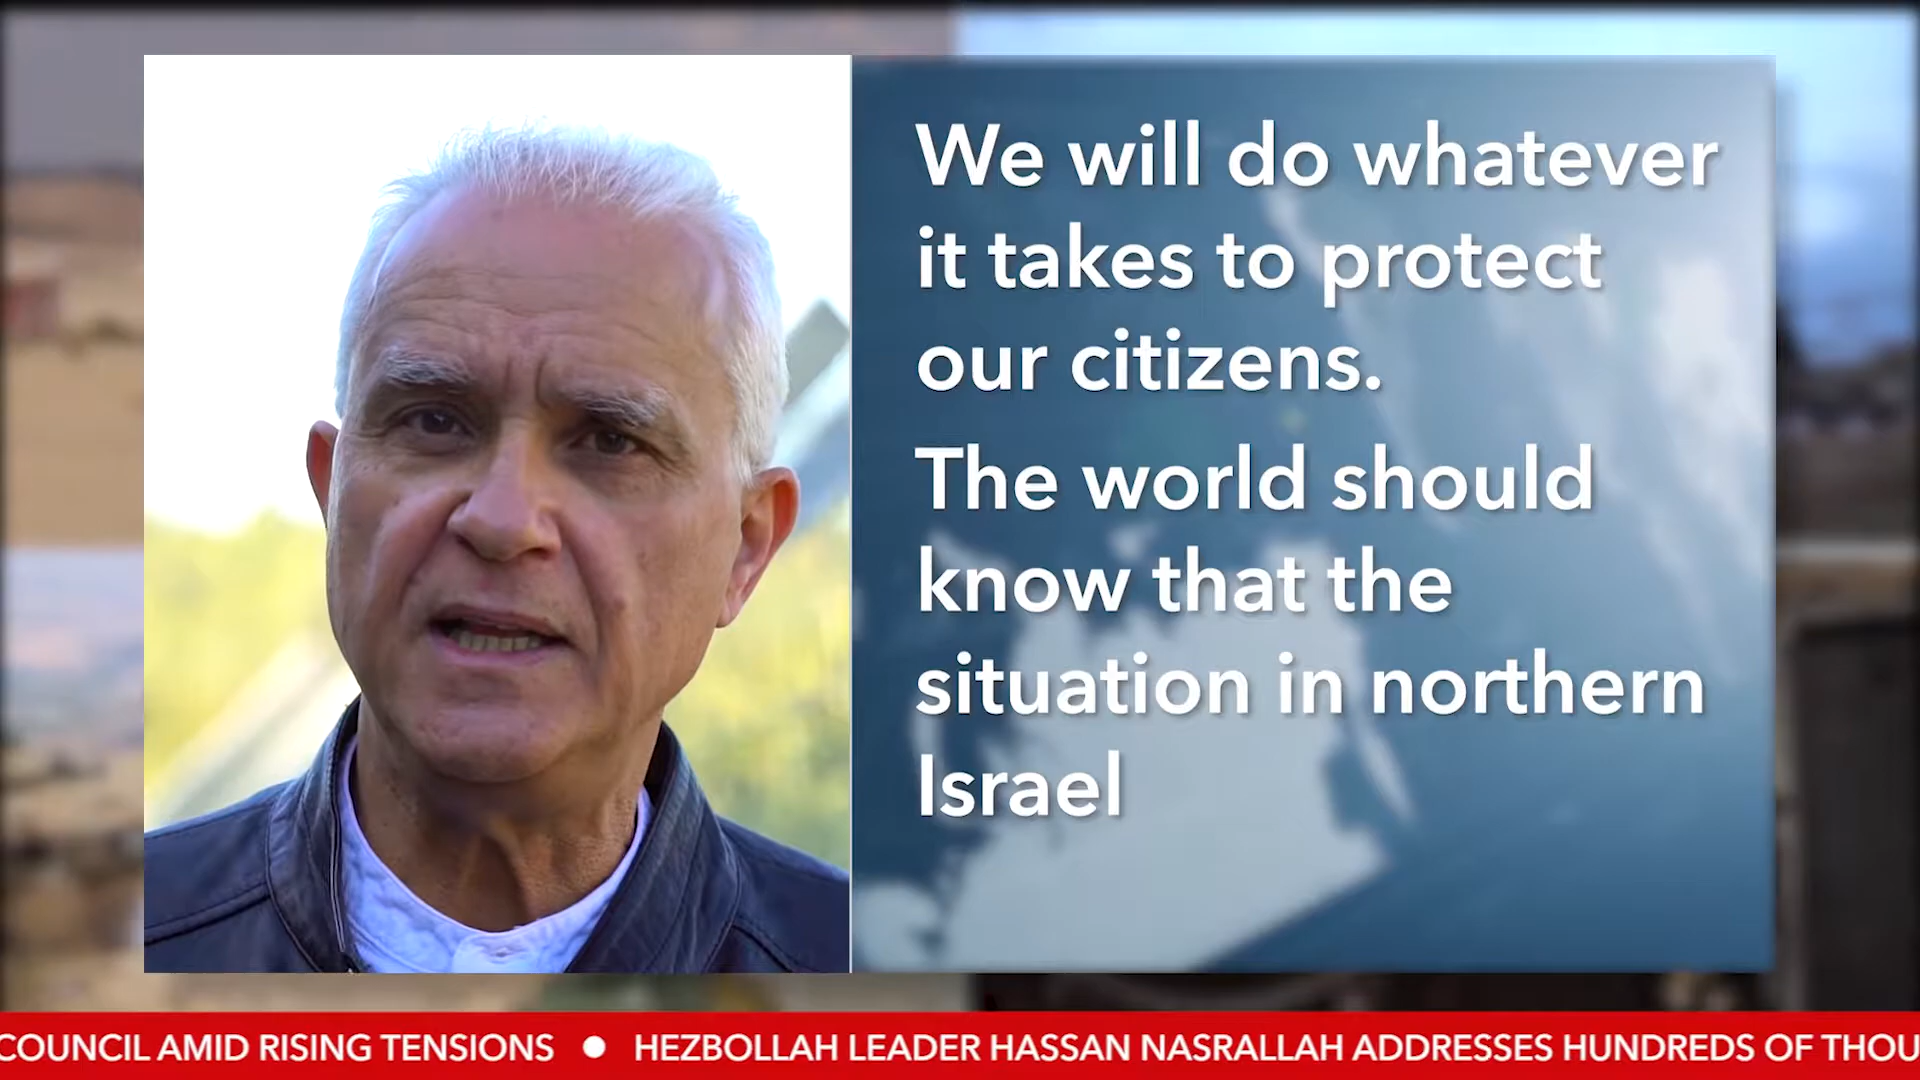 We will do whatever
it takes to protect
our citizens.
The world should
know that the
situation in northern
Israel
COUNCIL AMID RISING TENSIONS ● HEZBOLLAH LEADER HASSAN NASRALLAH ADDRESSES HUNDREDS OF THOU